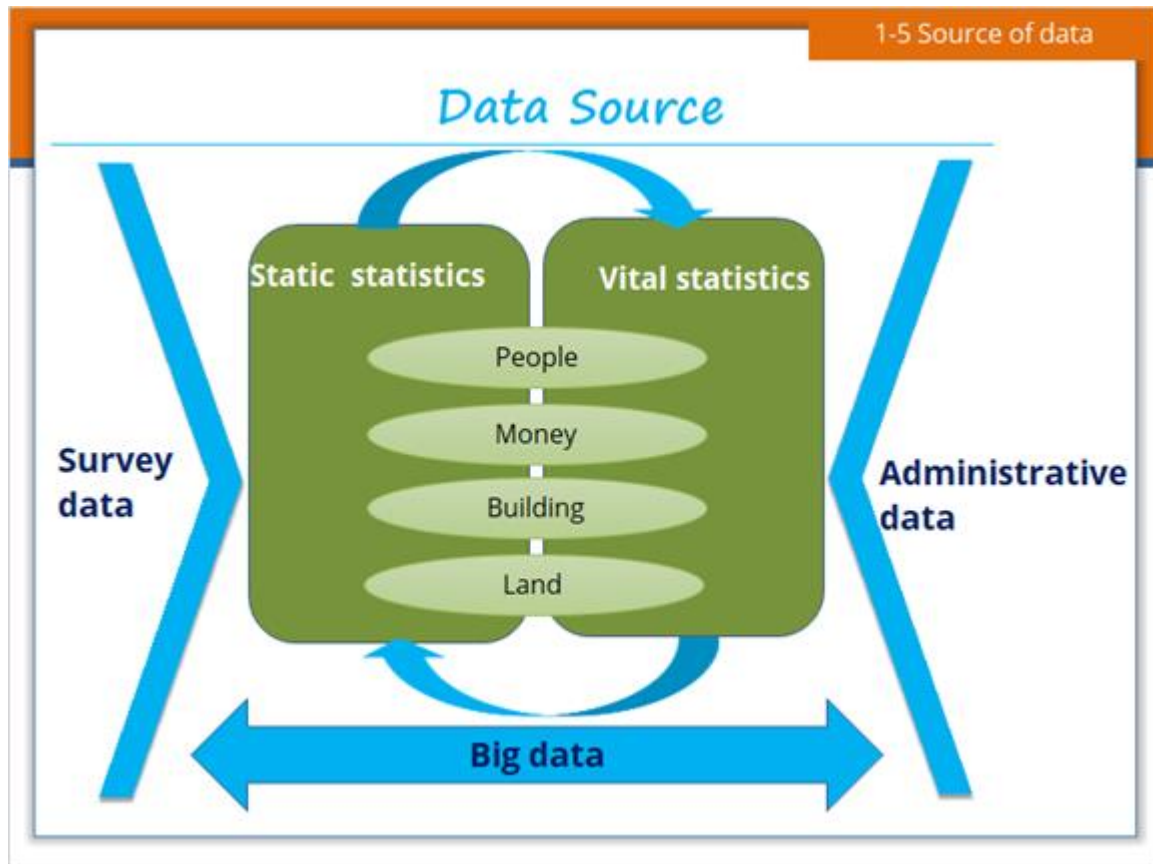 1-5 Source of data
Data Source
Static statistics
Vital statistics
People
Money
Building
Land
Survey
data
Administrative
data
Big data